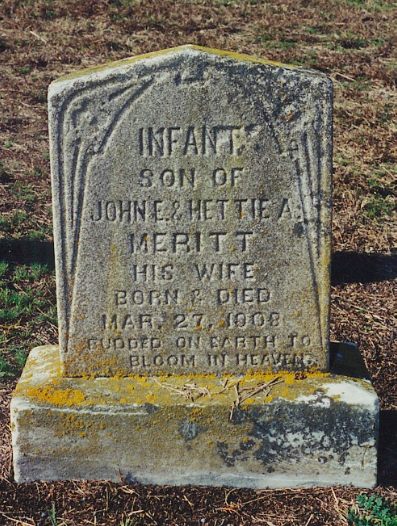 INFANT
SON OF
JOHN E. & HETTIE A.
MERITT
HIS WIFE
BORN & DIED
MAR. 27, 1908
BUDDED ON EARTH TO
BLOOM IN HEAVEN.